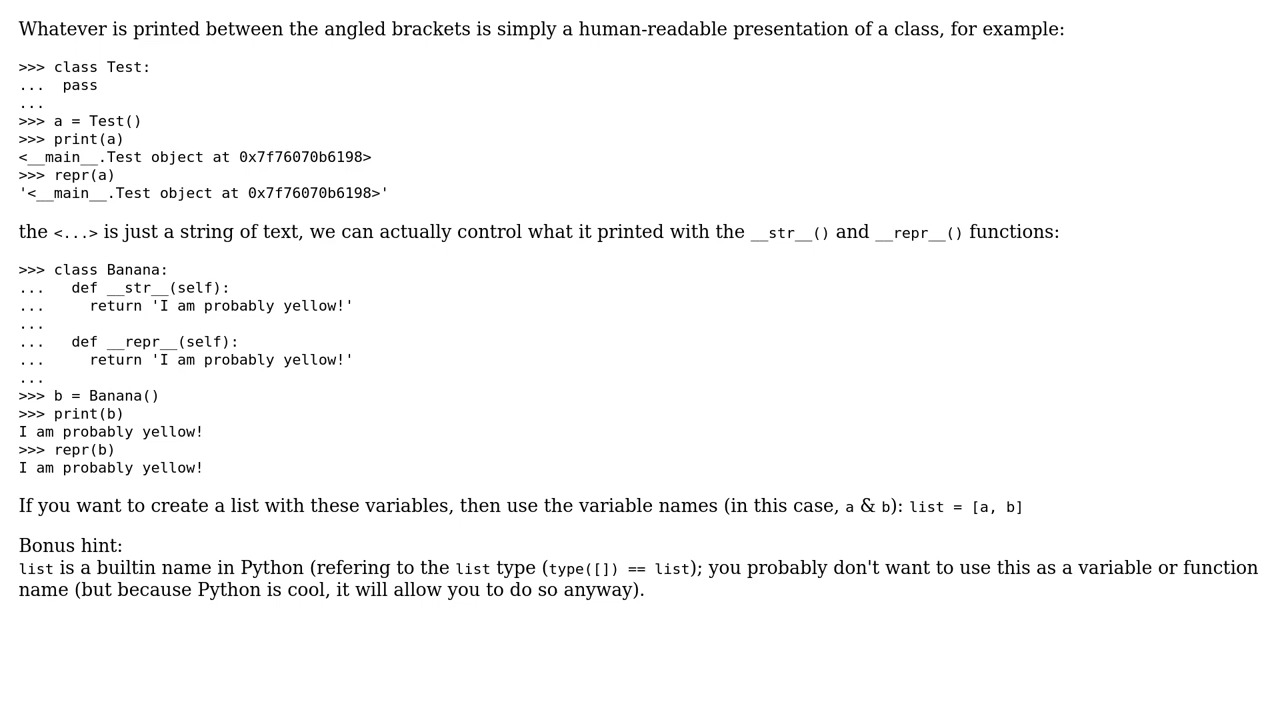 Whatever is printed between the angled brackets is simply a human-readable presentation of a class, for example:
>>> class Test:
...  pass
...
>>> a = Test()
>>> print(a)
<__main__.Test object at 0x7f76070b6198>
>>> repr(a)
'<__main__.Test object at 0x7f76070b6198>'
the <...> is just a string of text, we can actually control what it printed with the __str__() and __repr__() functions:
>>> class Banana:
...   def __str__(self):
...     return 'I am probably yellow!'
...
...   def __repr__(self):
...     return 'I am probably yellow!'
...
>>> b = Banana()
>>> print(b)
I am probably yellow!
>>> repr(b)
I am probably yellow!
If you want to create a list with these variables, then use the variable names (in this case, a & b): list = [a, b]
Bonus hint:
list is a builtin name in Python (refering to the list type (type([]) == list); you probably don't want to use this as a variable or function
name (but because Python is cool, it will allow you to do so anyway).